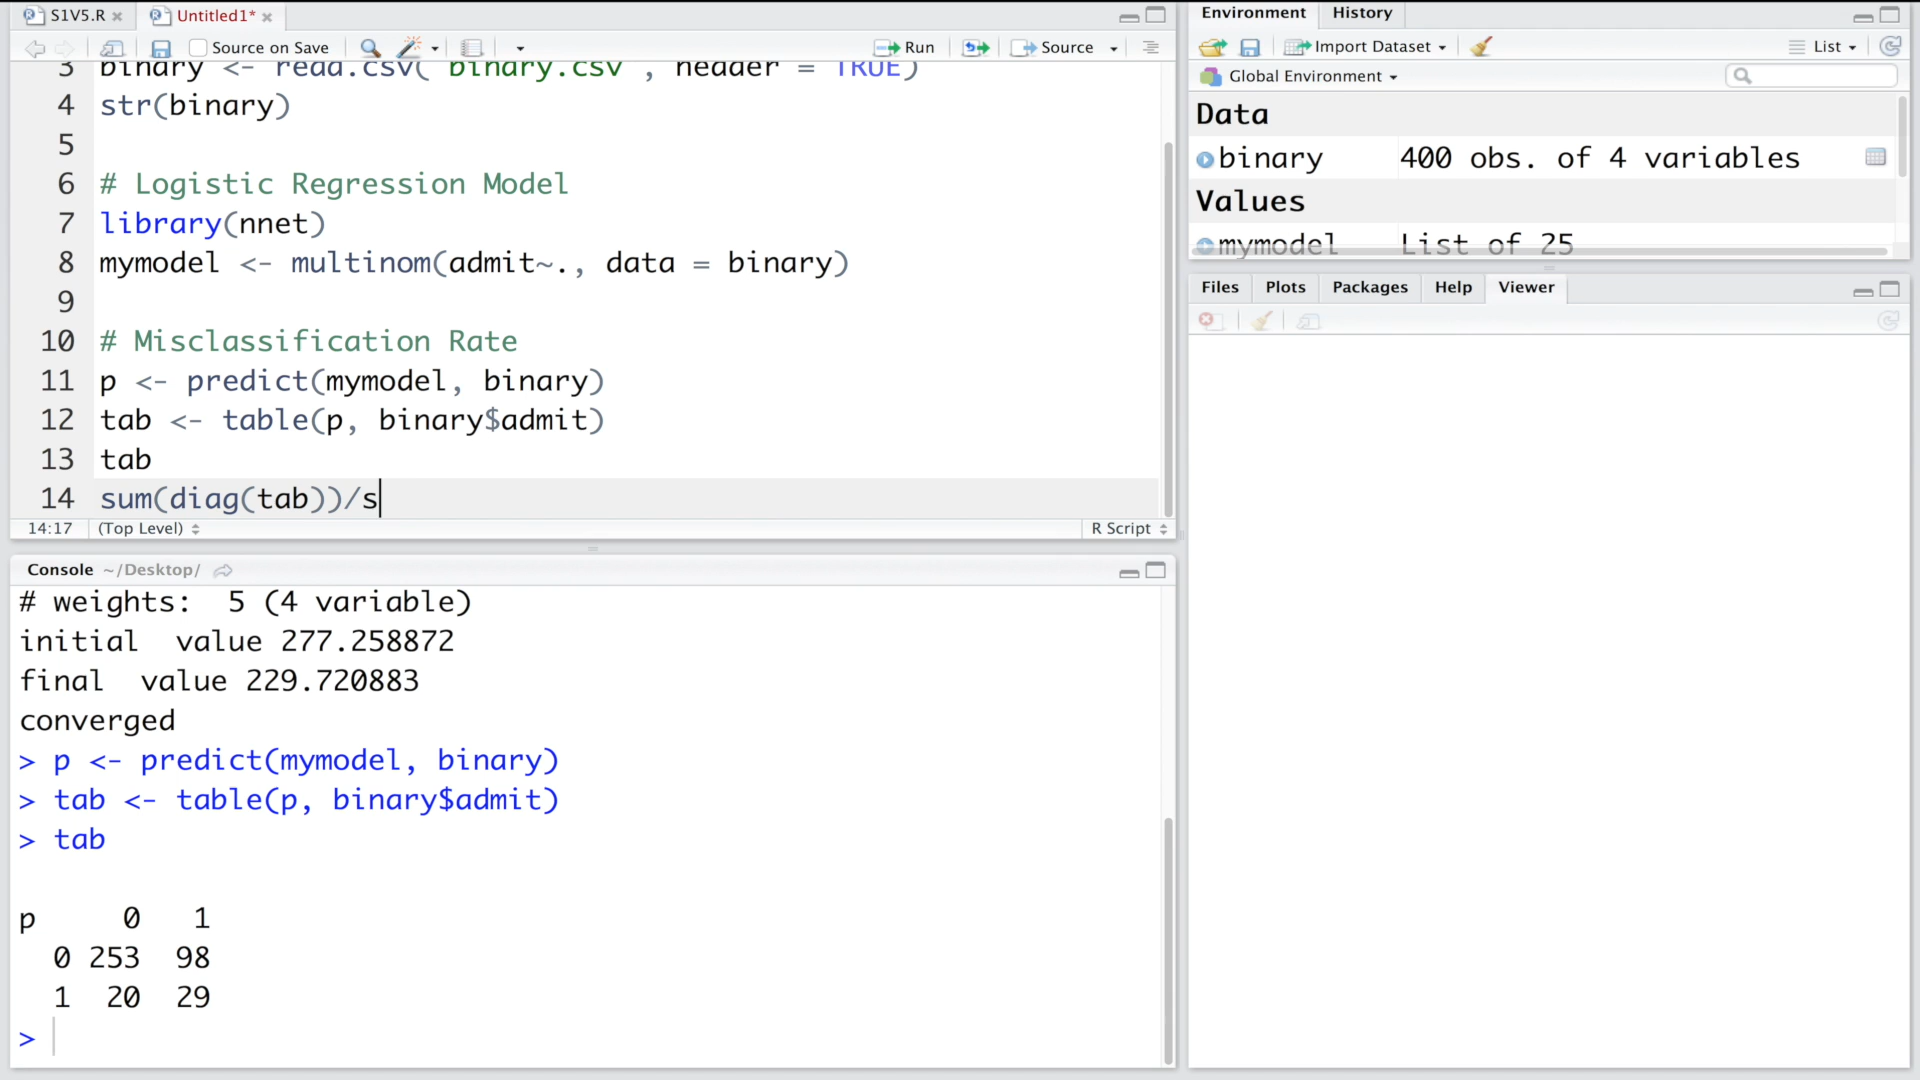 S1V5.R
Untitled1*
Source on Save
Run
Source
3 binary <- read.csv("binary.csv", header = TRUE)
4 str(binary)
5
6 # Logistic Regression Model
7 library(nnet)
8 mymodel <- multinom(admit~., data = binary)
9
10 # Misclassification Rate
11 p <- predict(mymodel, binary)
12 tab <- table(p, binary$admit)
13 tab
14 sum(diag(tab))/s
14:17 (Top Level) R Script
Console ~/Desktop/
# weights:  5 (4 variable)
initial  value 277.258872
final  value 229.720883
converged
> p <- predict(mymodel, binary)
> tab <- table(p, binary$admit)
> tab
p     0   1
  0 253  98
  1  20  29
>
Environment History
Import Dataset List
Global Environment
Data
binary 400 obs. of 4 variables
Values
mymodel List of 25
Files Plots Packages Help Viewer